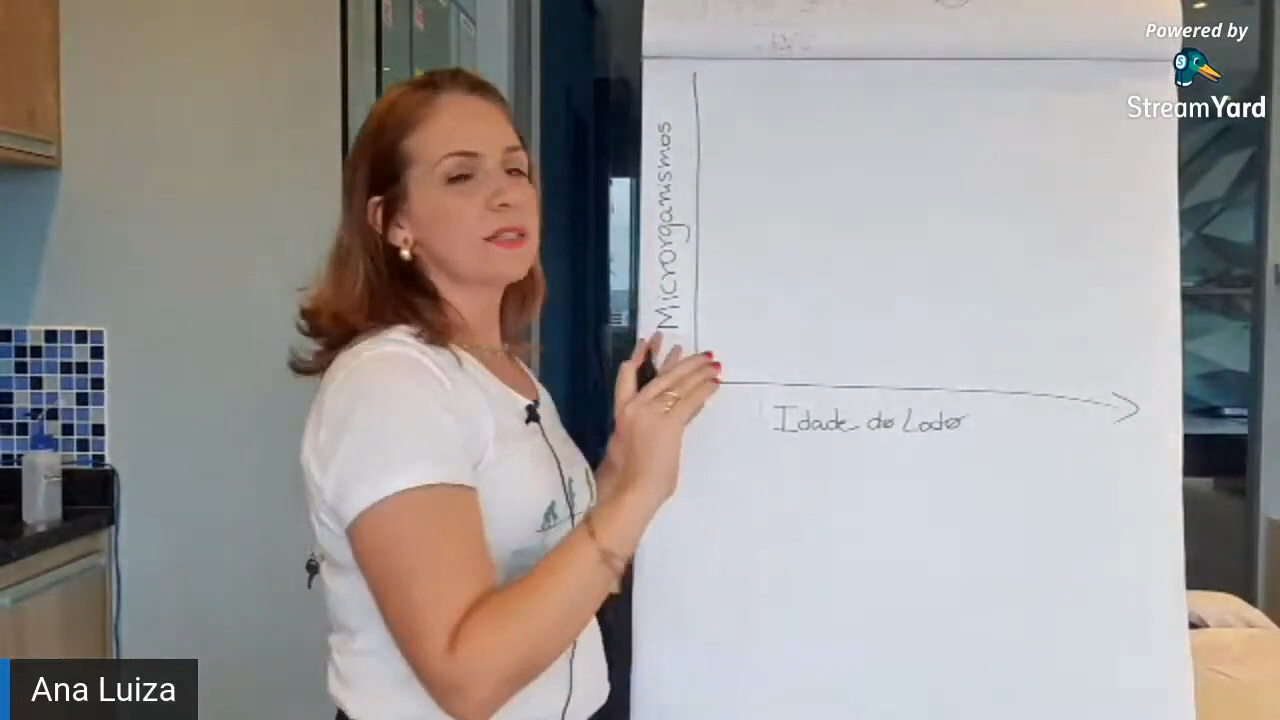 Powered by
StreamYard
Microrganismos
Idade do Lodo
Ana Luiza